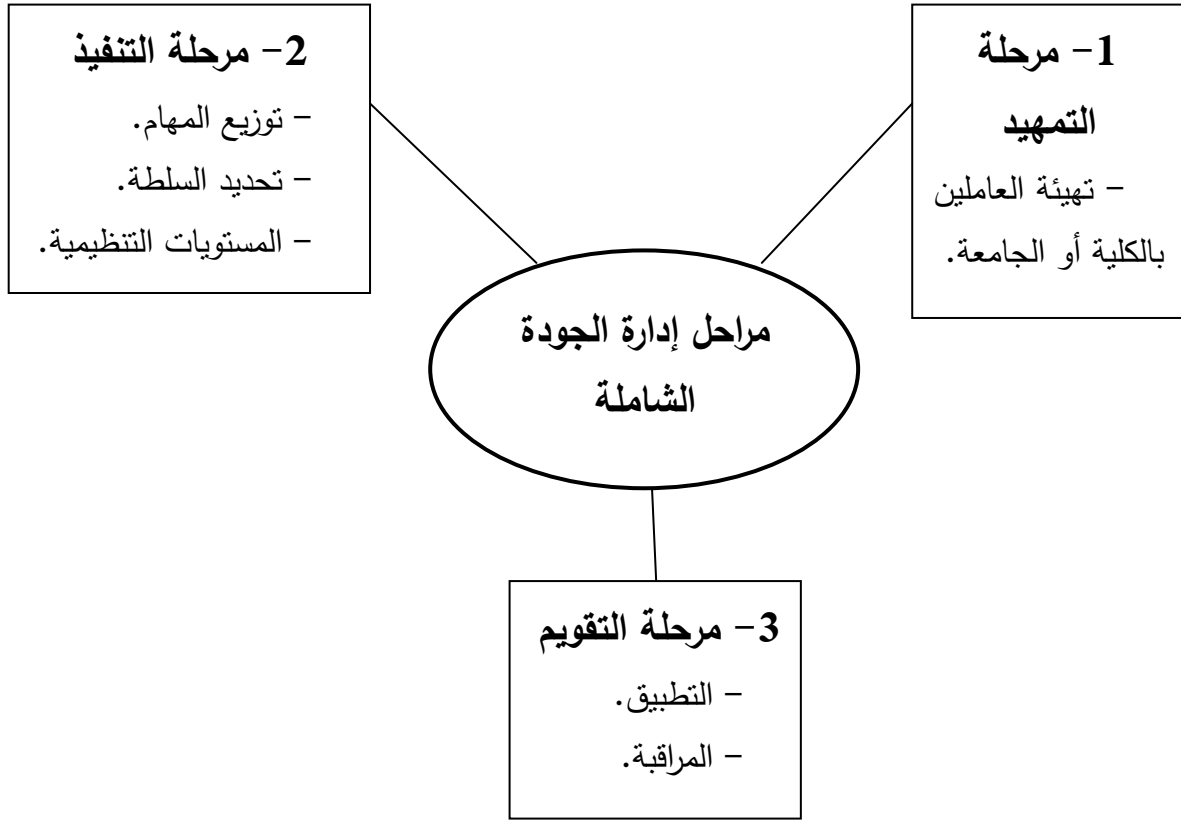 1- مرحلة
التمهيد
- تهيئة العاملين
بالكلية أو الجامعة.
2- مرحلة التنفيذ
- توزيع المهام.
- تحديد السلطة.
- المستويات التنظيمية.
مراحل إدارة الجودة
الشاملة
3- مرحلة التقويم
- التطبيق.
- المراقبة.